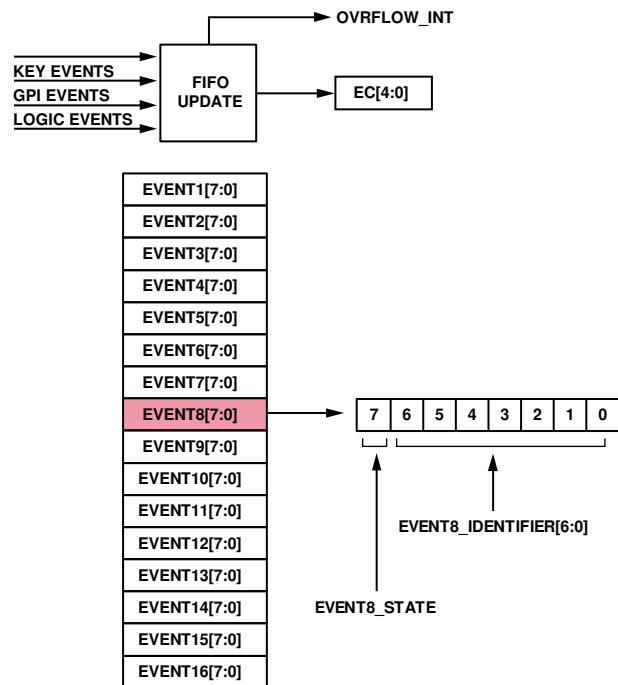 OVRFLOW_INT
KEY EVENTS
GPI EVENTS
LOGIC EVENTS
FIFO
UPDATE
EC[4:0]
EVENT1[7:0]
EVENT2[7:0]
EVENT3[7:0]
EVENT4[7:0]
EVENT5[7:0]
EVENT6[7:0]
EVENT7[7:0]
EVENT8[7:0]
7 6 5 4 3 2 1 0
EVENT9[7:0]
EVENT10[7:0]
EVENT11[7:0]
EVENT8_IDENTIFIER[6:0]
EVENT12[7:0]
EVENT13[7:0]
EVENT14[7:0]
EVENT8_STATE
EVENT15[7:0]
EVENT16[7:0]